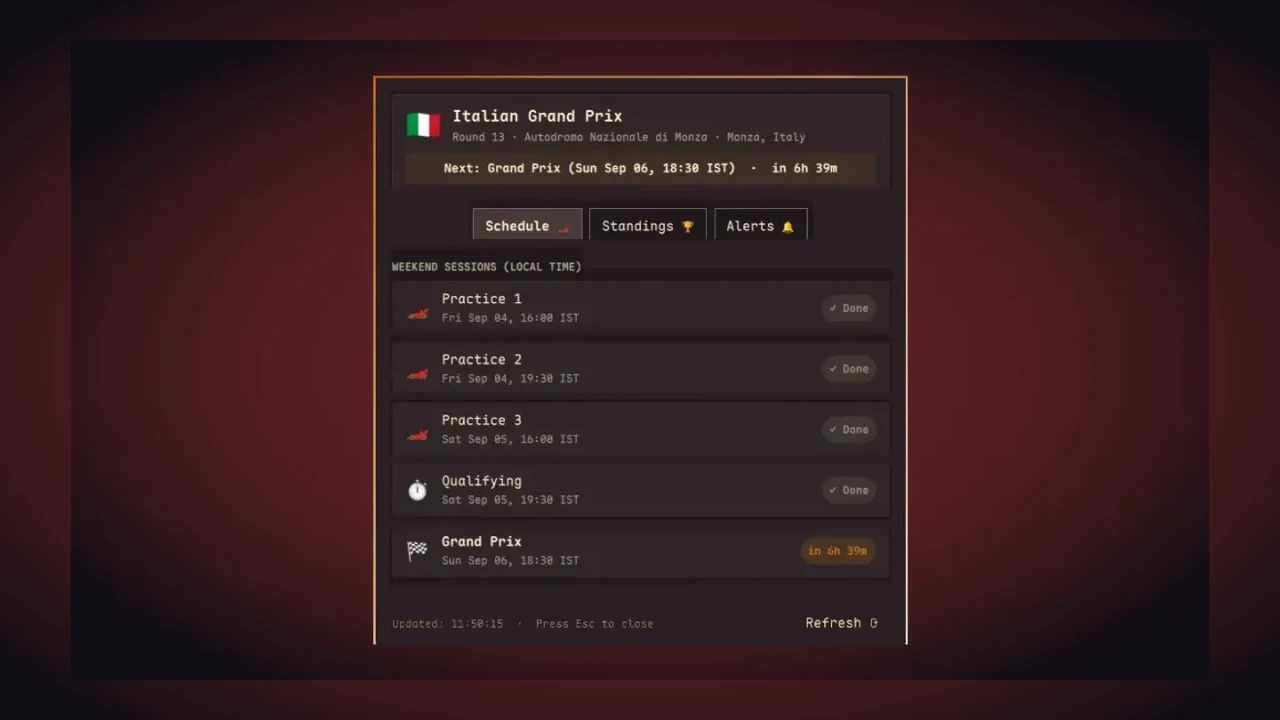 Italian Grand Prix
Round 13 · Autodromo Nazionale di Monza · Monza, Italy
Next: Grand Prix (Sun Sep 06, 18:30 IST) · in 6h 39m
Schedule
Standings
Alerts
WEEKEND SESSIONS (LOCAL TIME)
Practice 1
Fri Sep 04, 16:00 IST
✓ Done
Practice 2
Fri Sep 04, 19:30 IST
✓ Done
Practice 3
Sat Sep 05, 16:00 IST
✓ Done
Qualifying
Sat Sep 05, 19:30 IST
✓ Done
Grand Prix
Sun Sep 06, 18:30 IST
in 6h 39m
Updated: 11:50:15 · Press Esc to close
Refresh